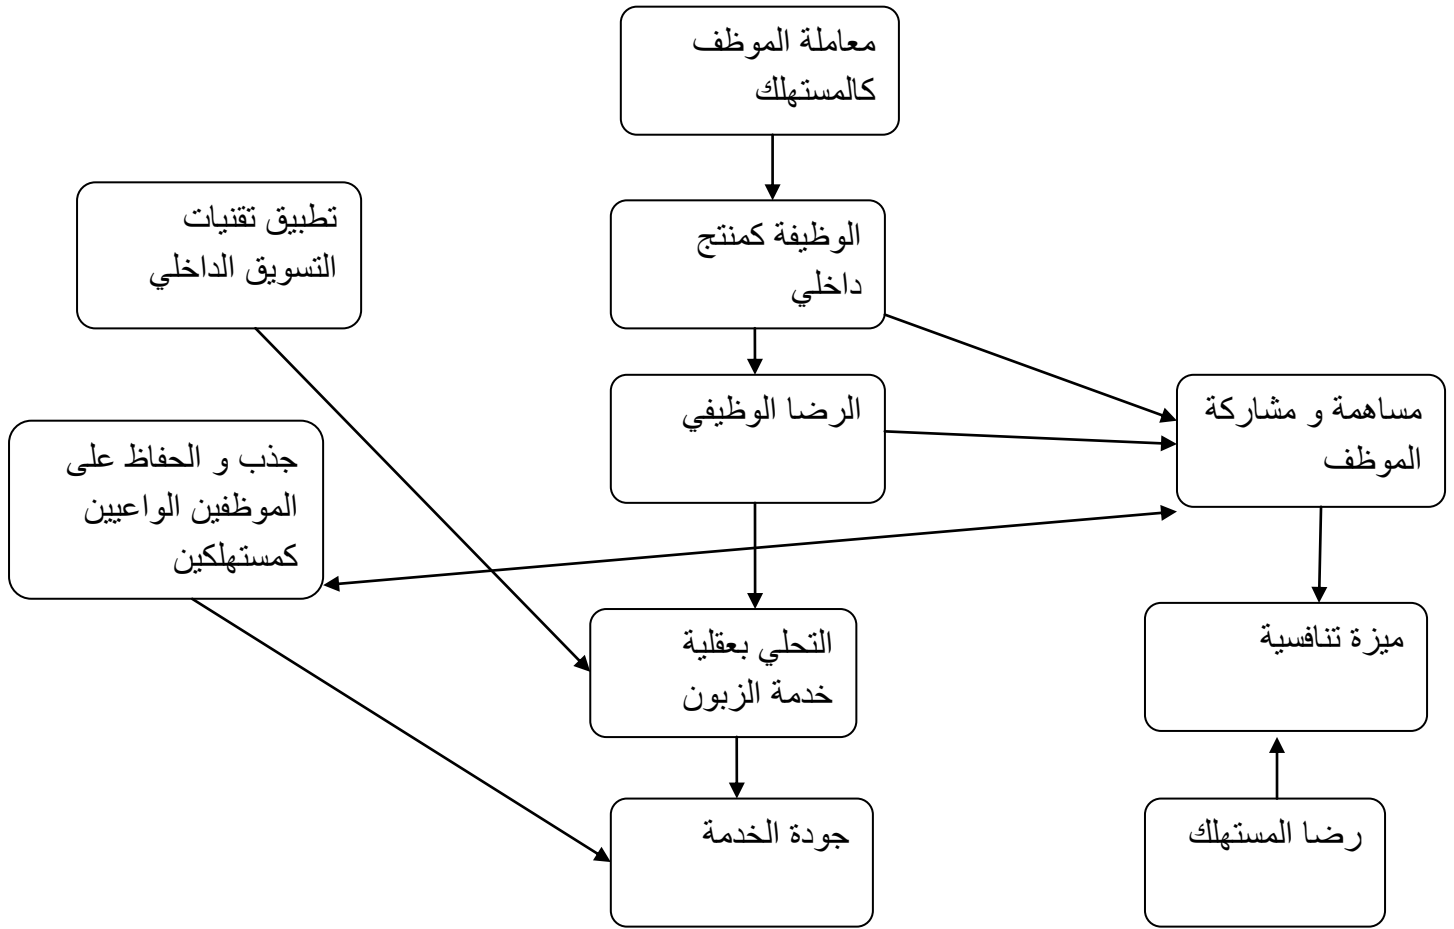 معاملة الموظف
كالمستهلك
تطبيق تقنيات
التسويق الداخلي
الوظيفة كمنتج
داخلي
الرضا الوظيفي
مساهمة و مشاركة
الموظف
جذب و الحفاظ على
الموظفين الواعيين
كمستهلكين
التحلي بعقلية
خدمة الزبون
ميزة تنافسية
جودة الخدمة
رضا المستهلك